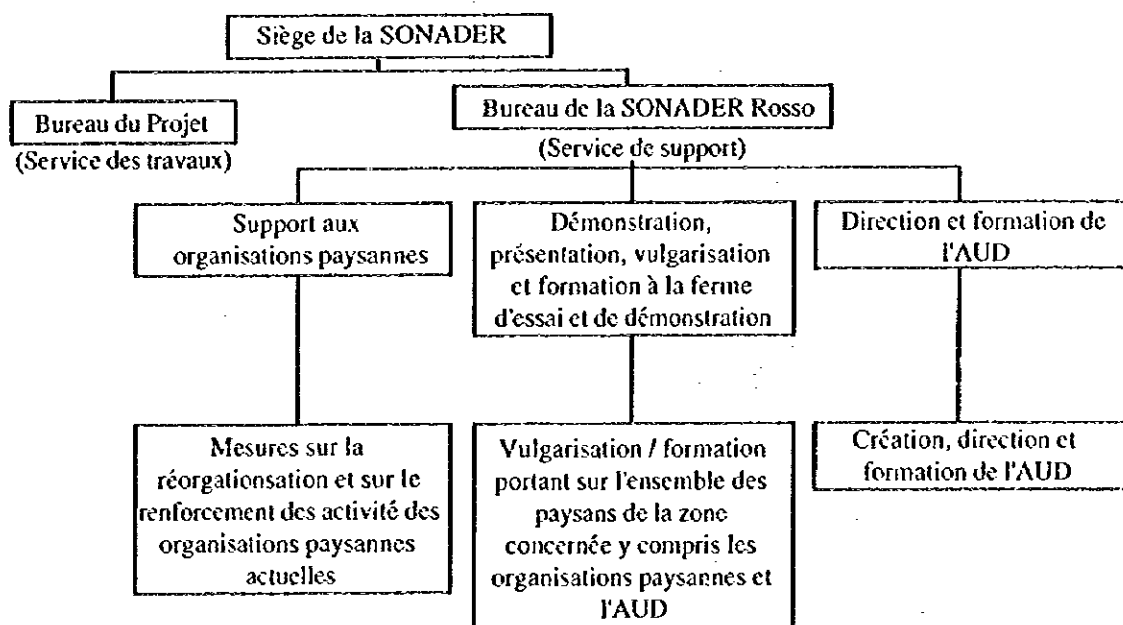 Siège de la SONADER
Bureau du Projet
(Service des travaux)
Bureau de la SONADER Rosso
(Service de support)
Support aux
organisations paysannes
Démonstration,
présentation, vulgarisation
et formation à la ferme
d'essai et de démonstration
Direction et formation de
l'AUD
Mesures sur la
réorgationsation et sur le
renforcement des activité des
organisations paysannes
actuelles
Vulgarisation / formation
portant sur l'ensemble des
paysans de la zone
concernée y compris les
organisations paysannes et
l'AUD
Création, direction et
formation de l'AUD